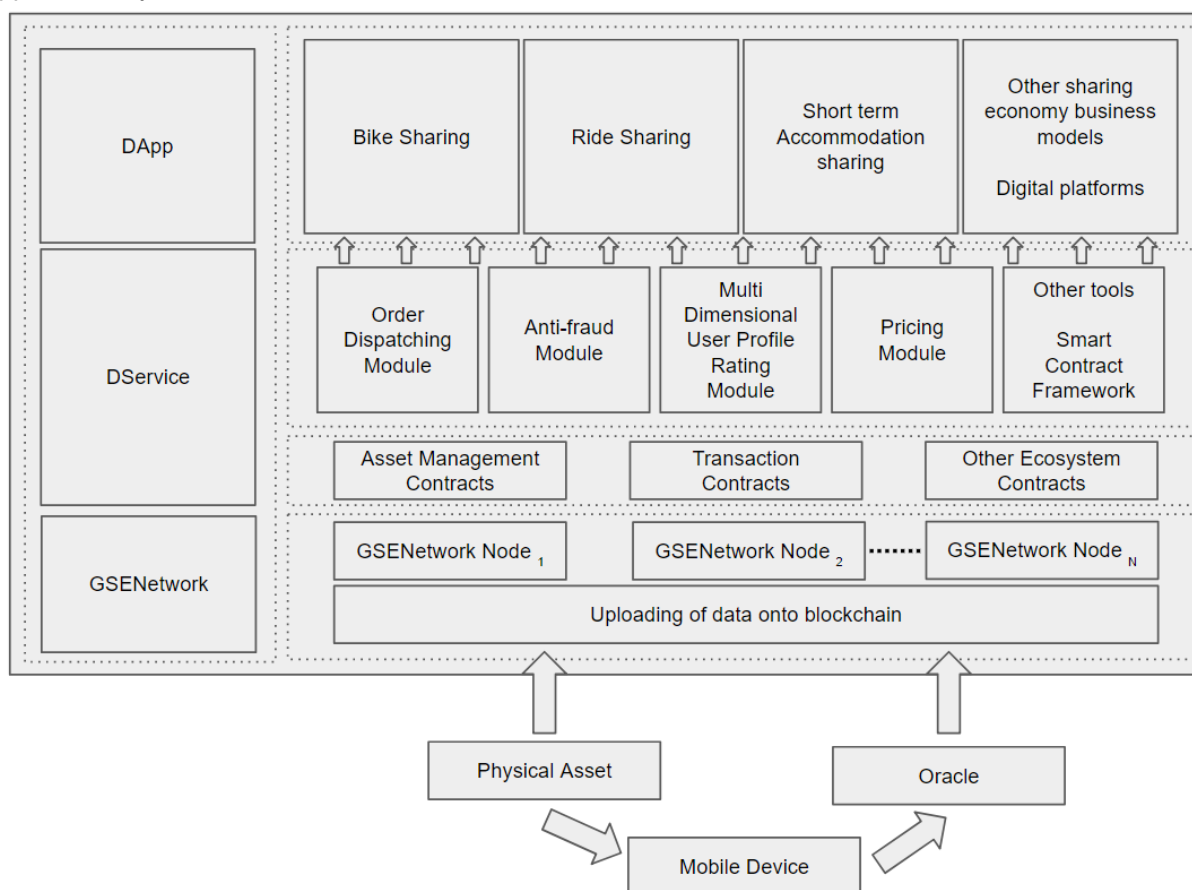 DApp
Bike Sharing
Ride Sharing
Short term
Accommodation
sharing
Other sharing
economy business
models
Digital platforms
DService
Order
Dispatching
Module
Anti-fraud
Module
Multi
Dimensional
User Profile
Rating
Module
Pricing
Module
Other tools
Smart
Contract
Framework
Asset Management
Contracts
Transaction
Contracts
Other Ecosystem
Contracts
GSENetwork
GSENetwork Node 1
GSENetwork Node 2
GSENetwork Node N
Uploading of data onto blockchain
Physical Asset
Oracle
Mobile Device